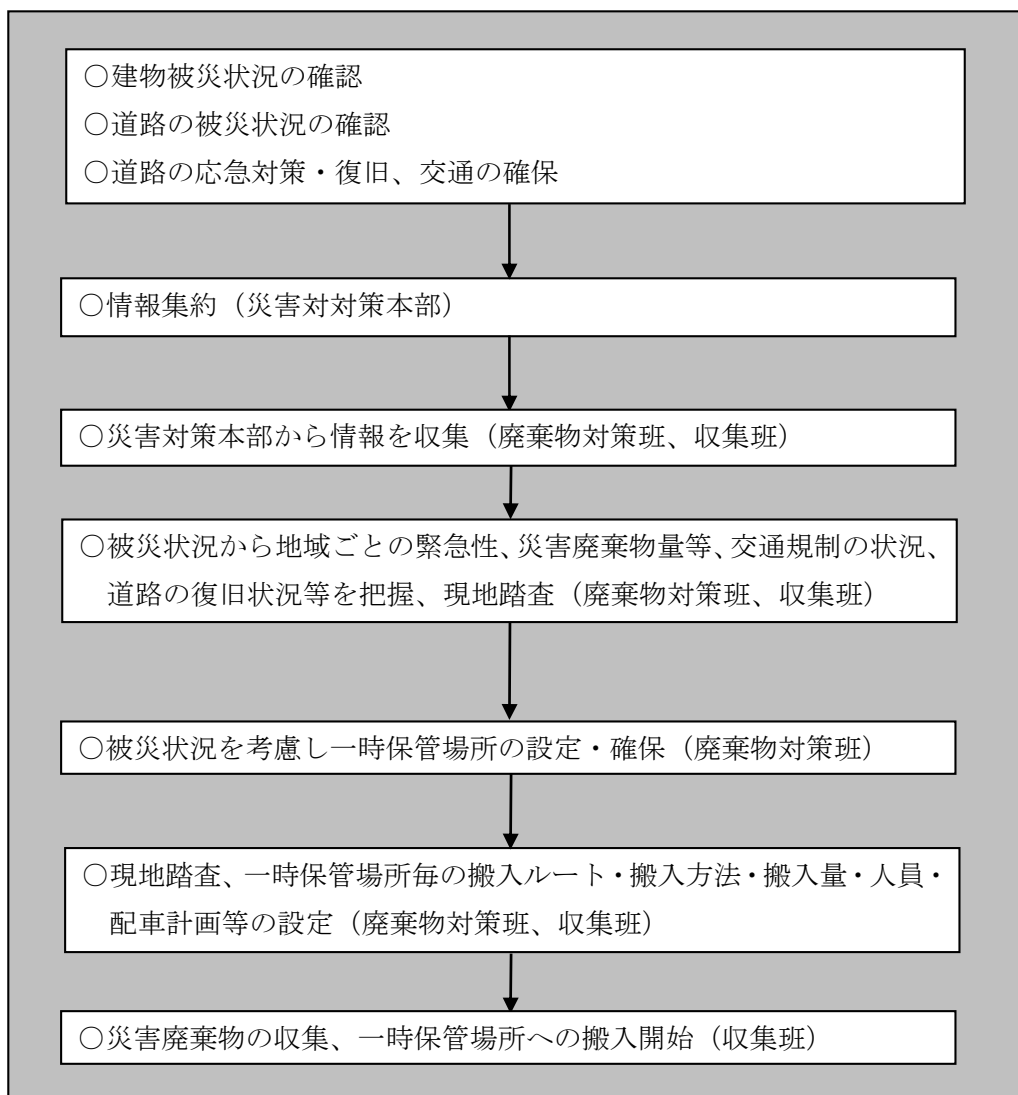 ○建物被災状況の確認
○道路の被災状況の確認
○道路の応急対策・復旧、交通の確保
○情報集約（災害対対策本部）
○災害対策本部から情報を収集（廃棄物対策班、収集班）
○被災状況から地域ごとの緊急性、災害廃棄物量等、交通規制の状況、
道路の復旧状況等を把握、現地踏査（廃棄物対策班、収集班）
○被災状況を考慮し一時保管場所の設定・確保（廃棄物対策班）
○現地踏査、一時保管場所毎の搬入ルート・搬入方法・搬入量・人員・
配車計画等の設定（廃棄物対策班、収集班）
○災害廃棄物の収集、一時保管場所への搬入開始（収集班）